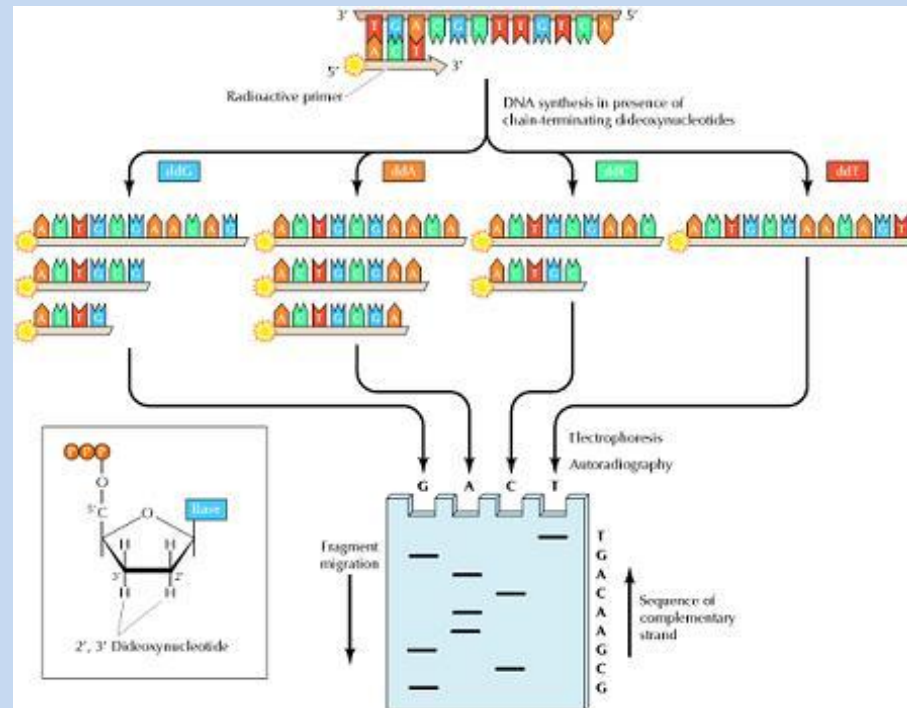 3' T G A C G C T T G T C A 5'
A C T
5' 3'
Radioactive primer
DNA synthesis in presence of
chain-terminating dideoxynucleotides
ddG ddA ddC ddT
A C T G C G A A C A G
A C T G C G A A C A
A C T G C G A A C
A C T G C G A A C A G T
A C T G C G
A C T G C G A A
A C T G C
A C T G
A C T G C G A
Electrophoresis
Autoradiography
G A C T
P P P
O
5' C
O
Base
H H
3' 2'
H H
2', 3' Dideoxynucleotide
Fragment
migration
T
G
A
C
A
A
G
C
G
Sequence of
complementary
strand